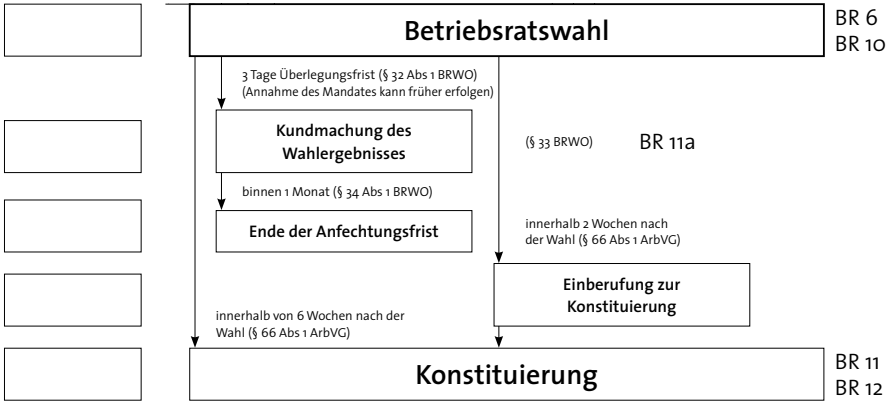 Betriebsratswahl
BR 6
BR 10
3 Tage Überlegungsfrist (§ 32 Abs 1 BRWO)
(Annahme des Mandates kann früher erfolgen)
Kundmachung des
Wahlergebnisses
(§ 33 BRWO)
BR 11a
binnen 1 Monat (§ 34 Abs 1 BRWO)
Ende der Anfechtungsfrist
innerhalb 2 Wochen nach
der Wahl (§ 66 Abs 1 ArbVG)
Einberufung zur
Konstituierung
innerhalb von 6 Wochen nach der
Wahl (§ 66 Abs 1 ArbVG)
Konstituierung
BR 11
BR 12